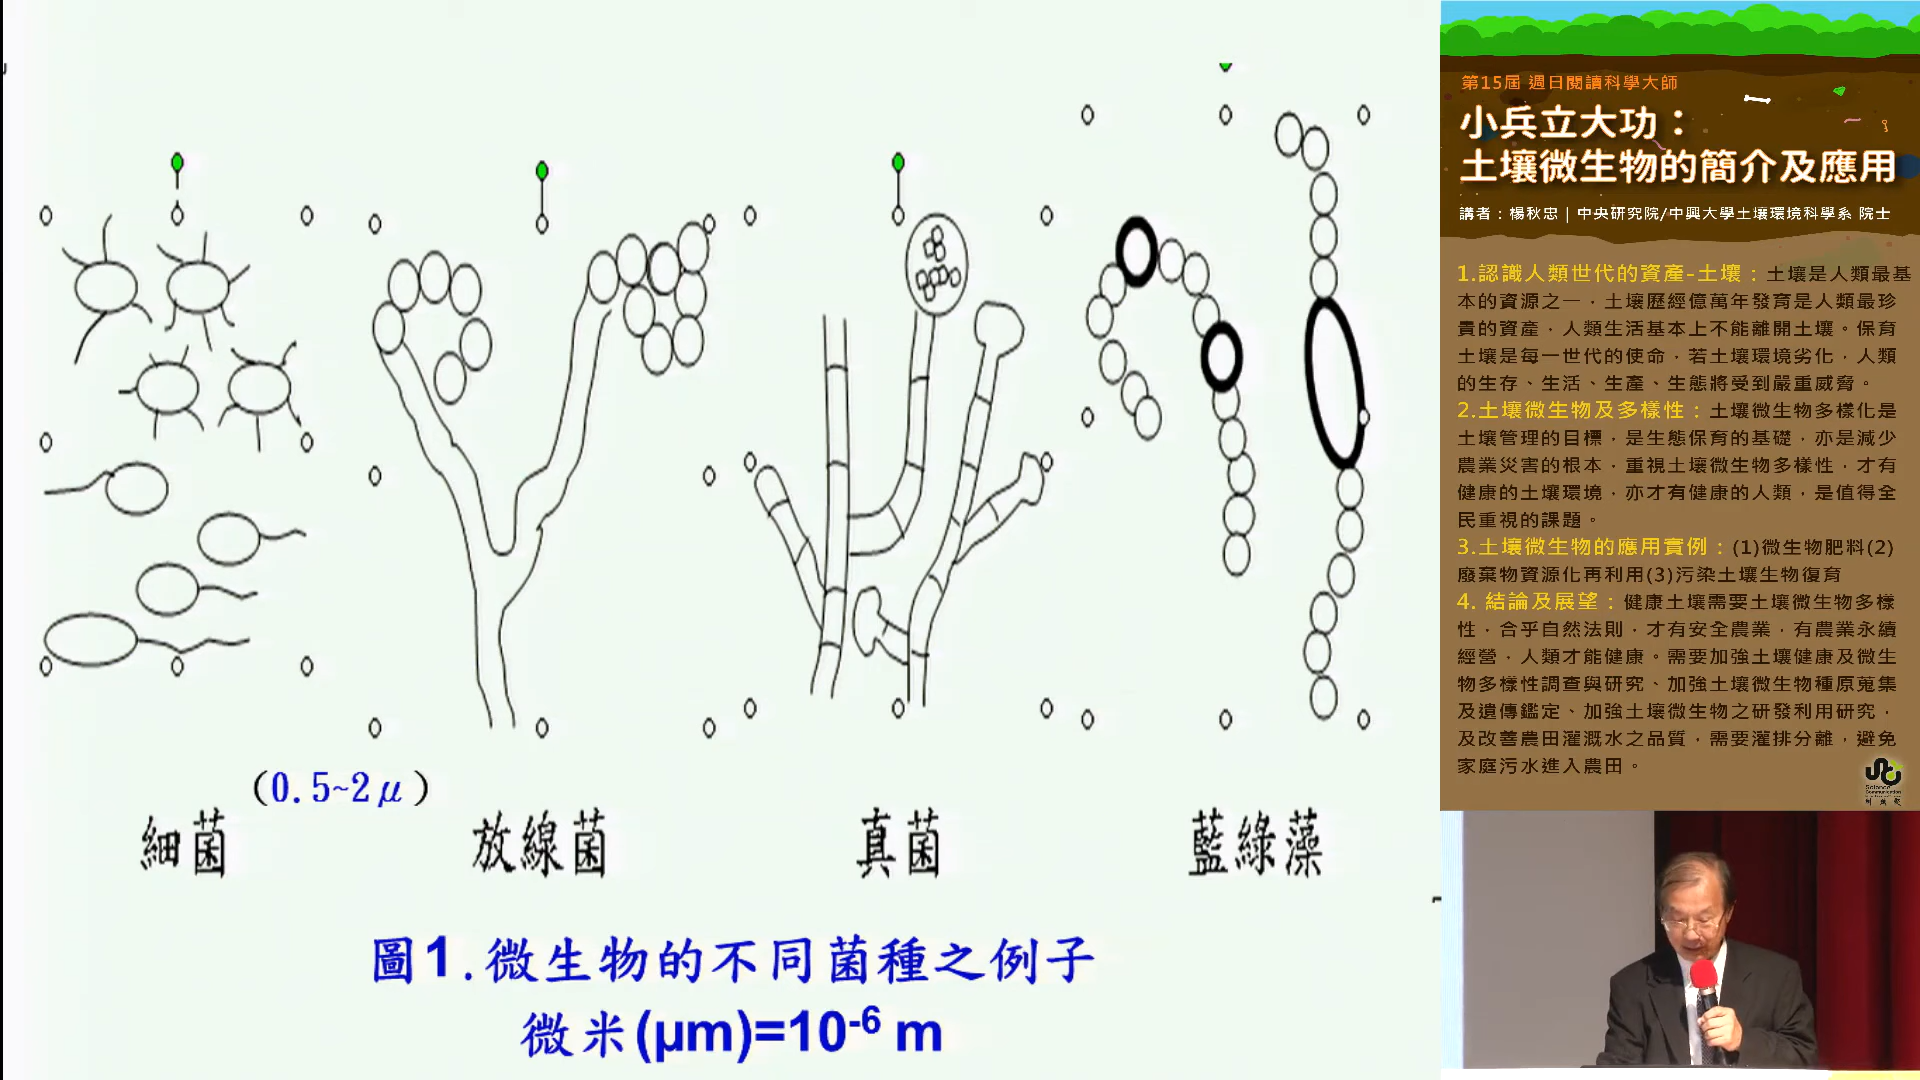 (0.5~2μ)
細菌
放線菌
真菌
藍綠藻
圖1.微生物的不同菌種之例子
微米(μm)=10⁻⁶ m
第15屆 週日閱讀科學大師
小兵立大功：
土壤微生物的簡介及應用
講者：楊秋忠 | 中央研究院/中興大學土壤環境科學系 院士
1.認識人類世代的資產-土壤：土壤是人類最基
本的資源之一，土壤歷經億萬年發育是人類最珍
貴的資產，人類生活基本上不能離開土壤。保育
土壤是每一世代的使命，若土壤環境劣化，人類
的生存、生活、生產、生態將受到嚴重威脅。
2.土壤微生物及多樣性：土壤微生物多樣化是
土壤管理的目標，是生態保育的基礎，亦是減少
農業災害的根本，重視土壤微生物多樣性，才有
健康的土壤環境，亦才有健康的人類，是值得全
民重視的課題。
3.土壤微生物的應用實例：(1)微生物肥料(2)
廢棄物資源化再利用(3)污染土壤生物復育
4. 結論及展望：健康土壤需要土壤微生物多樣
性，合乎自然法則，才有安全農業，有農業永續
經營，人類才能健康。需要加強土壤健康及微生
物多樣性調查與研究、加強土壤微生物種原蒐集
及遺傳鑑定、加強土壤微生物之研發利用研究，
及改善農田灌溉水之品質，需要灌排分離，避免
家庭污水進入農田。